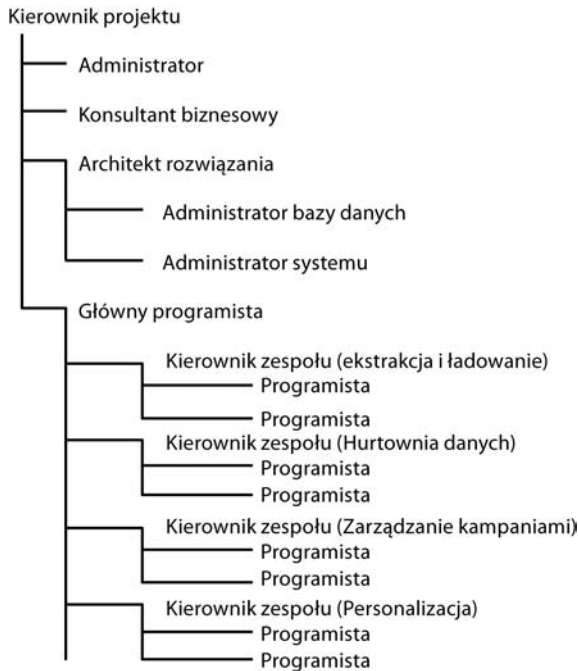 Kierownik projektu
Administrator
Konsultant biznesowy
Architekt rozwiązania
Administrator bazy danych
Administrator systemu
Główny programista
Kierownik zespołu (ekstrakcja i ładowanie)
Programista
Programista
Kierownik zespołu (Hurtownia danych)
Programista
Programista
Kierownik zespołu (Zarządzanie kampaniami)
Programista
Programista
Kierownik zespołu (Personalizacja)
Programista
Programista